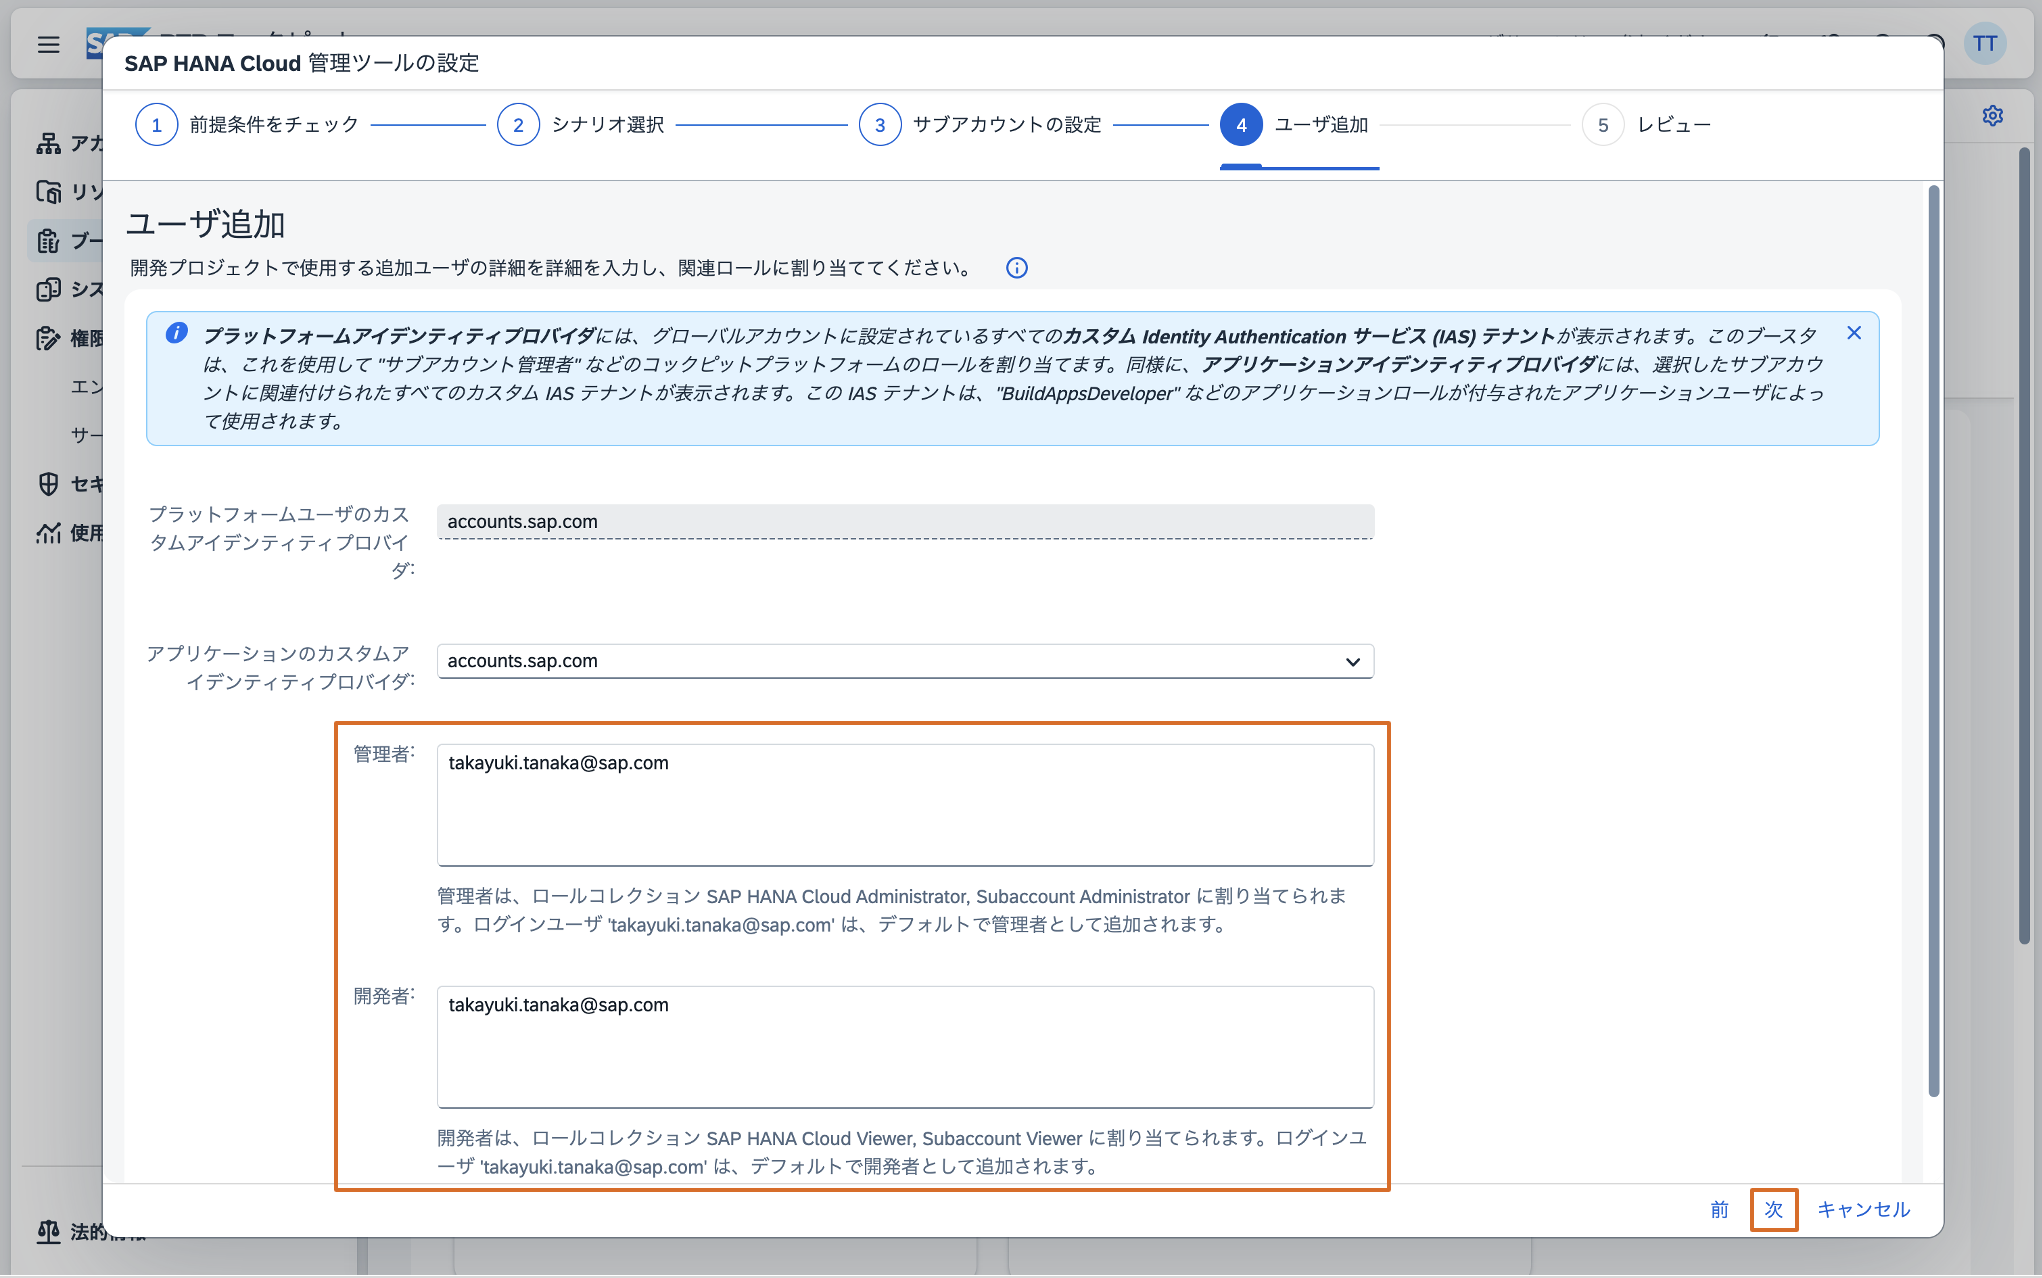 TT
SAP HANA Cloud 管理ツールの設定
1 前提条件をチェック
2 シナリオ選択
3 サブアカウントの設定
4 ユーザ追加
5 レビュー
ユーザ追加
開発プロジェクトで使用する追加ユーザの詳細を詳細を入力し、関連ロールに割り当ててください。
プラットフォームアイデンティティプロバイダには、グローバルアカウントに設定されているすべてのカスタム Identity Authentication サービス (IAS) テナントが表示されます。このブースタ
は、これを使用して "サブアカウント管理者" などのコックピットプラットフォームのロールを割り当てます。同様に、アプリケーションアイデンティティプロバイダには、選択したサブアカウ
ントに関連付けられたすべてのカスタム IAS テナントが表示されます。この IAS テナントは、"BuildAppsDeveloper" などのアプリケーションロールが付与されたアプリケーションユーザによっ
て使用されます。
プラットフォームユーザのカス
タムアイデンティティプロバイ
ダ:
accounts.sap.com
アプリケーションのカスタムア
イデンティティプロバイダ:
accounts.sap.com
管理者:
takayuki.tanaka@sap.com
管理者は、ロールコレクション SAP HANA Cloud Administrator, Subaccount Administrator に割り当てられま
す。ログインユーザ 'takayuki.tanaka@sap.com' は、デフォルトで管理者として追加されます。
開発者:
takayuki.tanaka@sap.com
開発者は、ロールコレクション SAP HANA Cloud Viewer, Subaccount Viewer に割り当てられます。ログインユ
ーザ 'takayuki.tanaka@sap.com' は、デフォルトで開発者として追加されます。
前
次
キャンセル
アカ
リソ
ブー
シス
権限
エン
サー
セキ
使用
法的情報